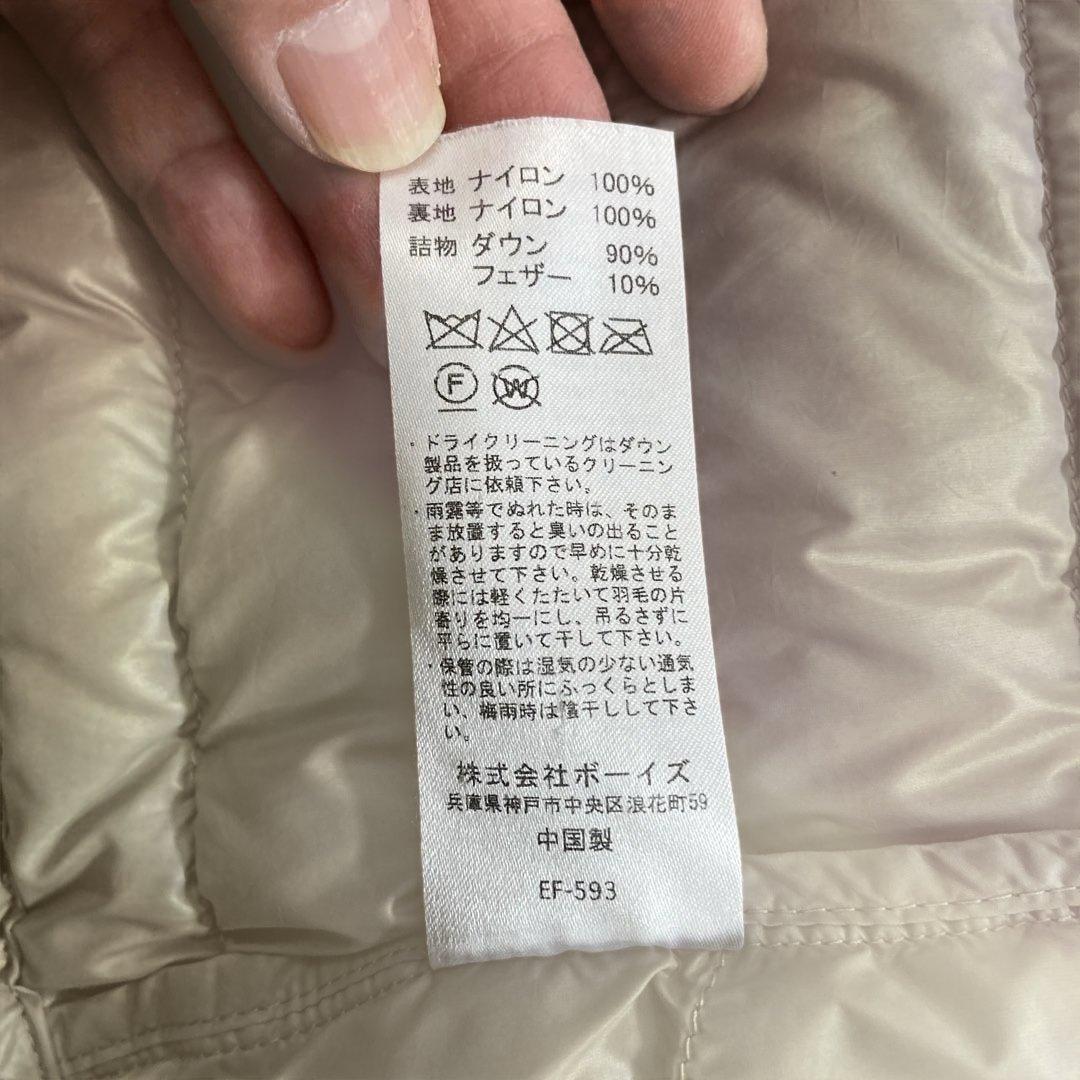 表地 ナイロン 100%
裏地 ナイロン 100%
詰物 ダウン 90%
フェザー 10%
F W
・ドライクリーニングはダウン
製品を扱っているクリーニン
グ店に依頼下さい。
・雨露等でぬれた時は、そのま
ま放置すると臭いの出ること
がありますので早めに十分乾
燥させて下さい。乾燥させる
際には軽くたたいて羽毛の片
寄りを均一にし、吊るさずに
平らに置いて干して下さい。
・保管の際は湿気の少ない通気
性の良い所にふっくらとしま
い、梅雨時は陰干しして下さ
い。
株式会社ボーイズ
兵庫県神戸市中央区浪花町59
中国製
EF-593